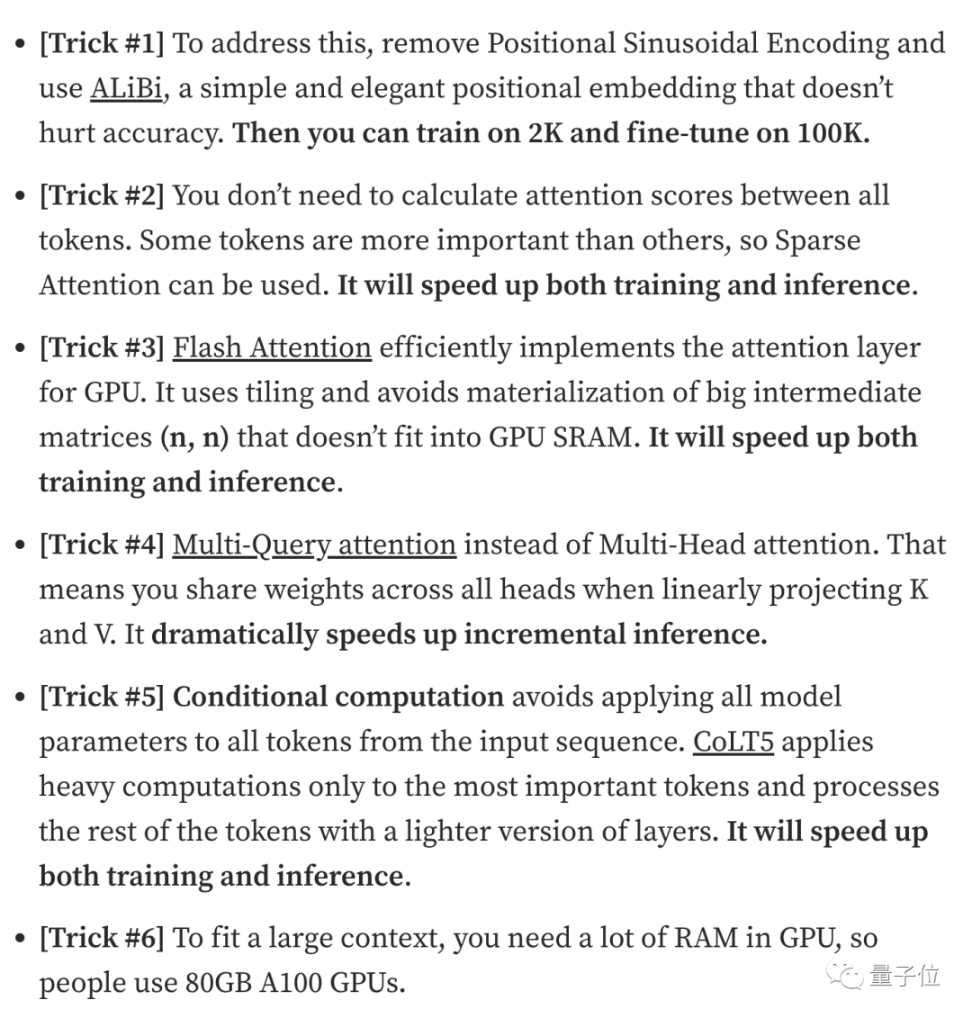 • [Trick #1] To address this, remove Positional Sinusoidal Encoding and
use ALiBi, a simple and elegant positional embedding that doesn’t
hurt accuracy. Then you can train on 2K and fine-tune on 100K.
• [Trick #2] You don’t need to calculate attention scores between all
tokens. Some tokens are more important than others, so Sparse
Attention can be used. It will speed up both training and inference.
• [Trick #3] Flash Attention efficiently implements the attention layer
for GPU. It uses tiling and avoids materialization of big intermediate
matrices (n, n) that doesn’t fit into GPU SRAM. It will speed up both
training and inference.
• [Trick #4] Multi-Query attention instead of Multi-Head attention. That
means you share weights across all heads when linearly projecting K
and V. It dramatically speeds up incremental inference.
• [Trick #5] Conditional computation avoids applying all model
parameters to all tokens from the input sequence. CoLT5 applies
heavy computations only to the most important tokens and processes
the rest of the tokens with a lighter version of layers. It will speed up
both training and inference.
• [Trick #6] To fit a large context, you need a lot of RAM in GPU, so
people use 80GB A100 GPUs.
量子位